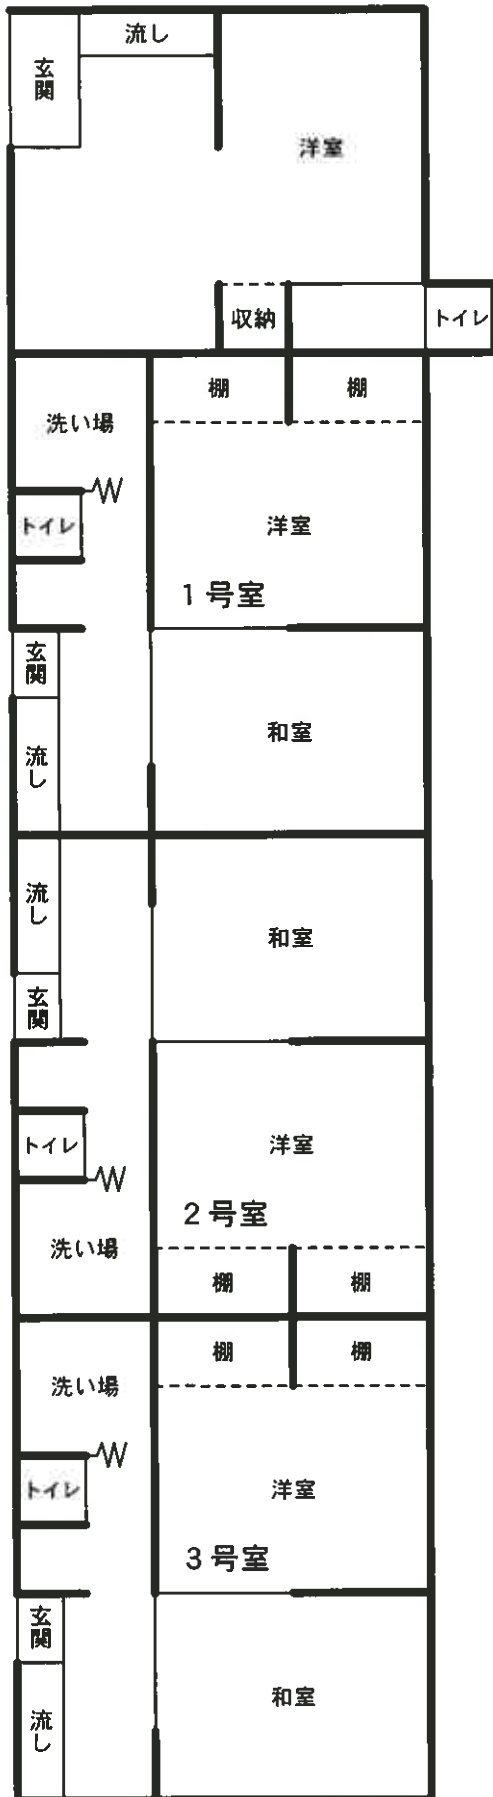 流し
玄関
洋室
収納
トイレ
棚
棚
洗い場
トイレ
洋室
1号室
玄関
和室
流し
流し
和室
玄関
トイレ
洋室
2号室
洗い場
棚
棚
棚
棚
洗い場
トイレ
洋室
3号室
玄関
和室
流し